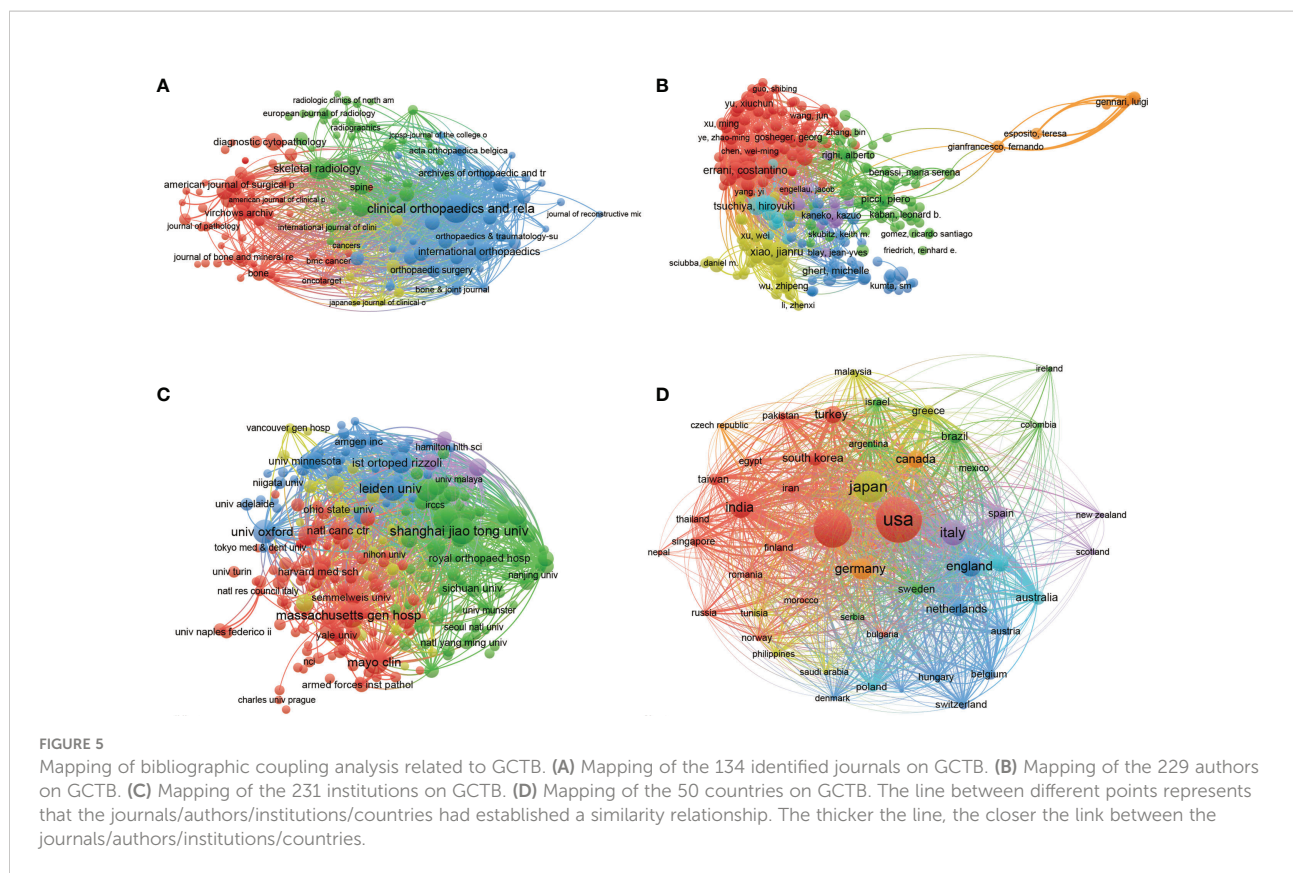 A
radiologic clinics of north am
european journal of radiology
radiographics
jcpsp-journal of the college o
diagnostic cytopathology
acta orthopaedica belgica
skeletal radiology
archives of orthopaedic and tr
american journal of surgical p
spine
american journal of clinical p
virchows archiv
clinical orthopaedics and rela
journal of reconstructive mic
journal of pathology
international journal of clini
orthopaedics & traumatology-su
cancers
international orthopaedics
journal of bone and mineral re
bmc cancer
bone
orthopaedic surgery
oncotarget
bone & joint journal
japanese journal of clinical o
B
guo, shibing
yu, xiuchun
wang, jun
xu, ming
gosheger, georg
zhang, bin
ye, zhao-ming
chen, wei-ming
righi, alberto
errani, costantino
gennari, luigi
esposito, teresa
gianfrancesco, fernando
benassi, maria serena
yang, yi
engellau, jacob
picci, piero
tsuchiya, hiroyuki
kaneko, kazuo
kaban, leonard b.
xu, wei
skubitz, keith m.
gomez, ricardo santiago
xiao, jianru
blay, jean-yves
friedrich, reinhard e.
sciubba, daniel m.
ghert, michelle
wu, zhipeng
kumta, sm
li, zhenxi
C
vancouver gen hosp
amgen inc
hamilton hlth sci
univ minnesota
ist ortoped rizzoli
niigata univ
leiden univ
univ malaya
univ adelaide
ohio state univ
irccs
univ oxford
natl canc ctr
shanghai jiao tong univ
tokyo med & dent univ
nihon univ
royal orthopaed hosp
univ turin
harvard med sch
nanjing univ
natl res council italy
semmelweis univ
sichuan univ
massachusetts gen hosp
univ munster
univ naples federico ii
seoul natl univ
yale univ
natl yang ming univ
nci
mayo clin
armed forces inst pathol
charles univ prague
D
malaysia
ireland
israel
czech republic
pakistan
turkey
greece
colombia
argentina
brazil
egypt
south korea
canada
mexico
taiwan
iran
japan
india
usa
spain
new zealand
thailand
italy
singapore
finland
scotland
nepal
germany
england
romania
sweden
australia
morocco
russia
tunisia
netherlands
serbia
norway
bulgaria
austria
philippines
saudi arabia
poland
hungary
belgium
denmark
switzerland
FIGURE 5
Mapping of bibliographic coupling analysis related to GCTB. (A) Mapping of the 134 identified journals on GCTB. (B) Mapping of the 229 authors
on GCTB. (C) Mapping of the 231 institutions on GCTB. (D) Mapping of the 50 countries on GCTB. The line between different points represents
that the journals/authors/institutions/countries had established a similarity relationship. The thicker the line, the closer the link between the
journals/authors/institutions/countries.